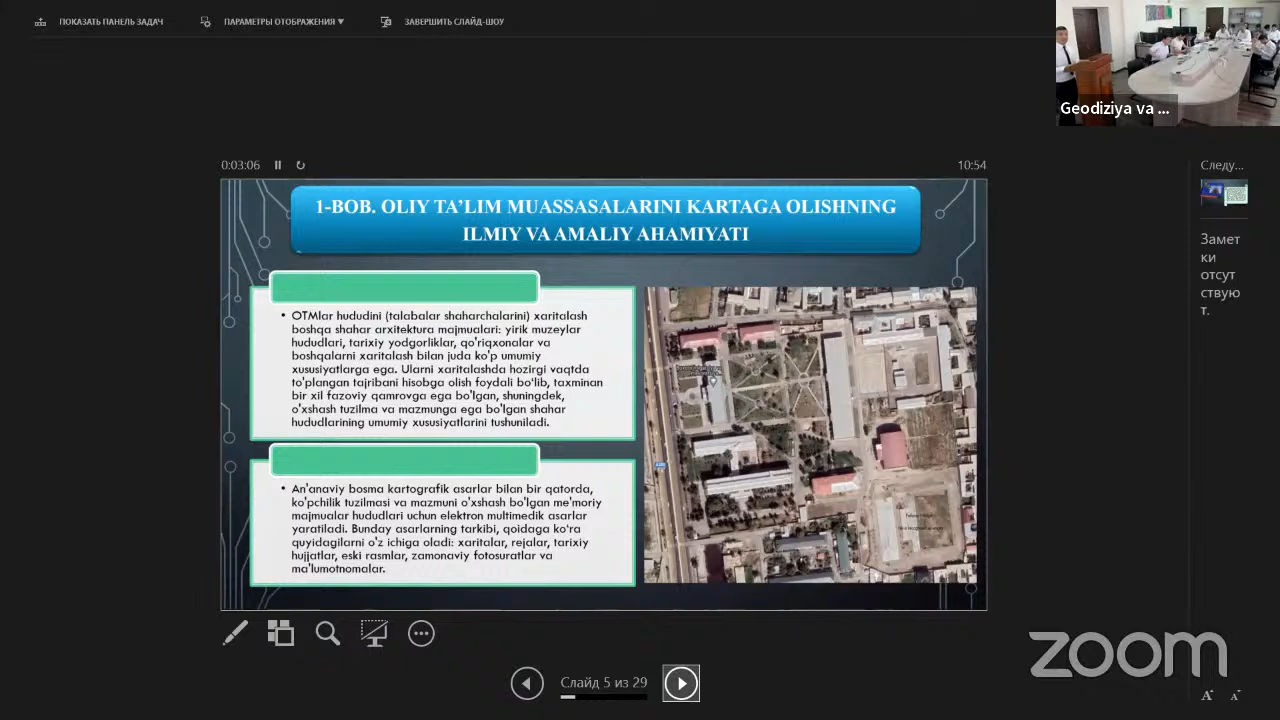 ПОКАЗАТЬ ПАНЕЛЬ ЗАДАЧ
ПАРАМЕТРЫ ОТОБРАЖЕНИЯ ▼
ЗАВЕРШИТЬ СЛАЙД-ШОУ
Geodiziya va ...
0:03:06
10:54
Следу...
Замет
ки
отсут
ствую
т.
1-BOB. OLIY TA’LIM MUASSASALARINI KARTAGA OLISHNING
ILMIY VA AMALIY AHAMIYATI
• OTMlar hududini (talabalar shaharchalarini) xaritalash
boshqa shahar arxitektura majmualari: yirik muzeylar
hududlari, tarixiy yodgorliklar, qo'riqxonalar va
boshqalarni xaritalash bilan juda ko'p umumiy
xususiyatlarga ega. Ularni xaritalashda hozirgi vaqtda
to'plangan tajribani hisobga olish foydali bo‘lib, taxminan
bir xil fazoviy qamrovga ega bo'lgan, shuningdek,
o'xshash tuzilma va mazmunga ega bo'lgan shahar
hududlarining umumiy xususiyatlarini tushuniladi.
• An'anaviy bosma kartografik asarlar bilan bir qatorda,
ko'pchilik tuzilmasi va mazmuni o'xshash bo'lgan me'moriy
majmualar hududlari uchun elektron multimedik asarlar
yaratiladi. Bunday asarlarning tarkibi, qoidaga ko‘ra
quyidagilarni o'z ichiga oladi: xaritalar, rejalar, tarixiy
hujjatlar, eski rasmlar, zamonaviy fotosuratlar va
ma'lumotnomalar.
Слайд 5 из 29
zoom